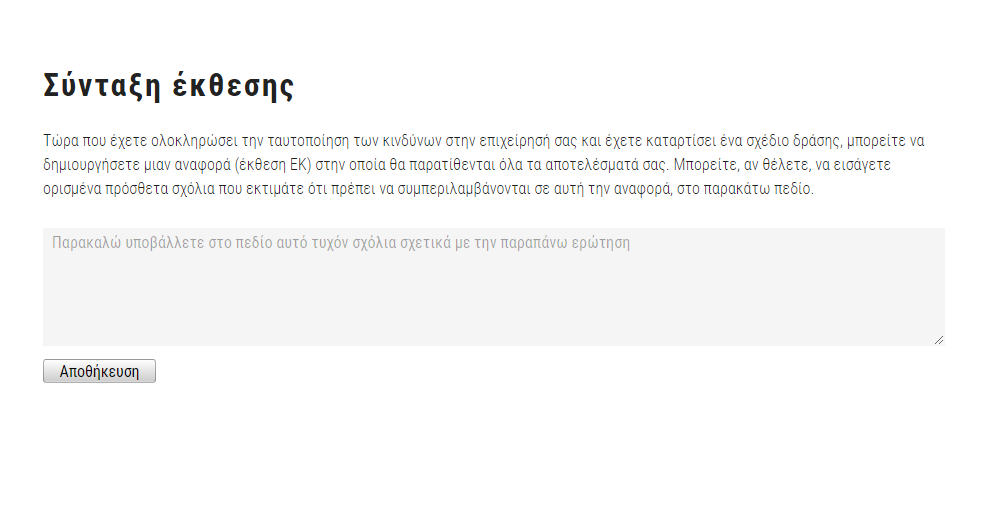 Σύνταξη έκθεσης
Τώρα που έχετε ολοκληρώσει την ταυτοποίηση των κινδύνων στην επιχείρησή σας και έχετε καταρτίσει ένα σχέδιο δράσης, μπορείτε να
δημιουργήσετε μιαν αναφορά (έκθεση ΕΚ) στην οποία θα παρατίθενται όλα τα αποτελέσματά σας. Μπορείτε, αν θέλετε, να εισάγετε
ορισμένα πρόσθετα σχόλια που εκτιμάτε ότι πρέπει να συμπεριλαμβάνονται σε αυτή την αναφορά, στο παρακάτω πεδίο.
Παρακαλώ υποβάλλετε στο πεδίο αυτό τυχόν σχόλια σχετικά με την παραπάνω ερώτηση
Αποθήκευση